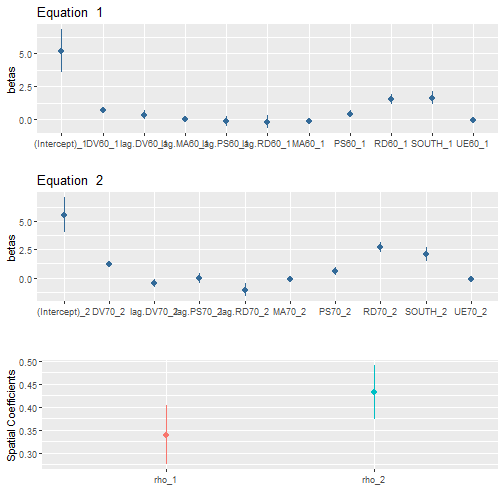 Equation 1
betas
5.0
2.5
0.0
(Intercept)_1 DV60_1 lag.DV60_1 lag.MA60_1 lag.PS60_1 lag.RD60_1 MA60_1 PS60_1 RD60_1 SOUTH_1 UE60_1
Equation 2
betas
5.0
2.5
0.0
(Intercept)_2 DV70_2 lag.DV70_2 lag.PS70_2 lag.RD70_2 MA70_2 PS70_2 RD70_2 SOUTH_2 UE70_2
Spatial Coefficients
0.50
0.45
0.40
0.35
0.30
rho_1 rho_2